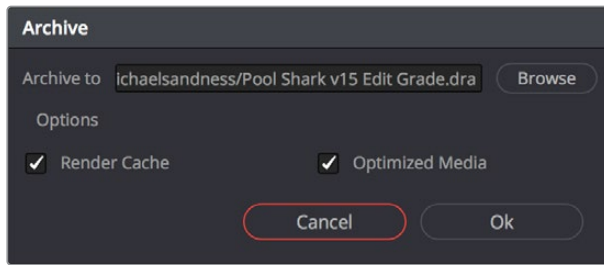 Archive
Archive to ichaelsandness/Pool Shark v15 Edit Grade.dra Browse
Options
Render Cache Optimized Media
Cancel Ok